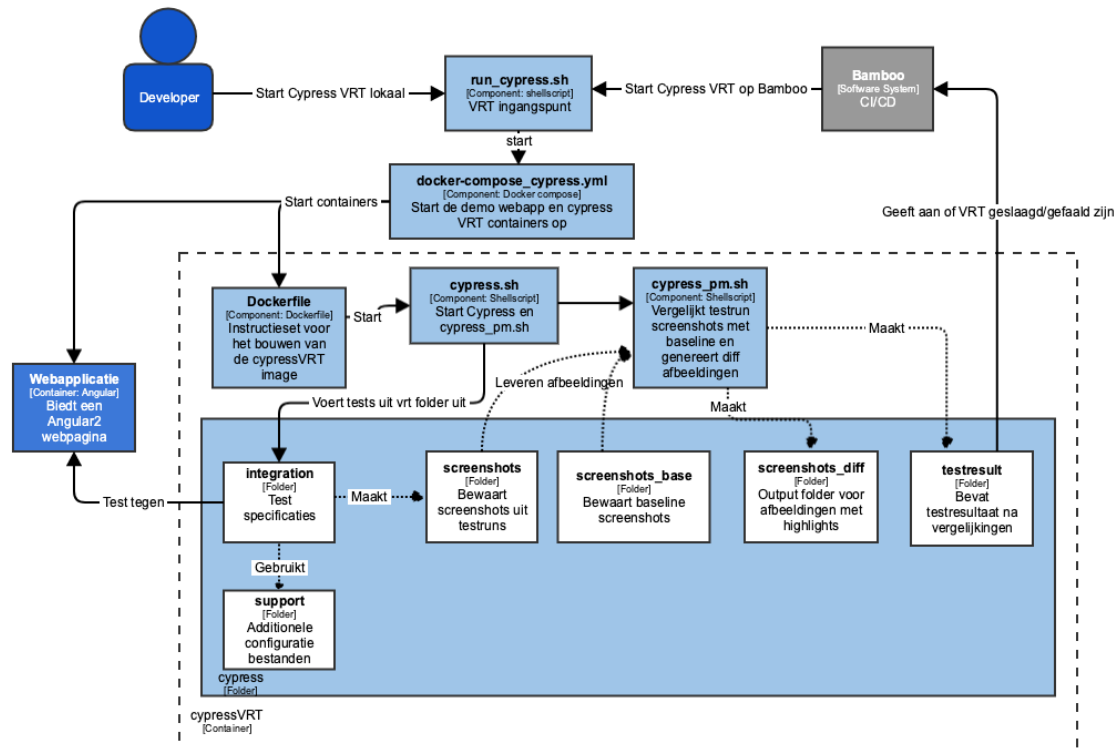 Developer
Start Cypress VRT lokaal
run_cypress.sh
[Component: shellscript]
VRT ingangspunt
Start Cypress VRT op Bamboo
Bamboo
[Software System]
CI/CD
start
docker-compose_cypress.yml
[Component: Docker compose]
Start de demo webapp en cypress
VRT containers op
Start containers
Geeft aan of VRT geslaagd/gefaald zijn
Dockerfile
[Component: Dockerfile]
Instructieset voor
het bouwen van
de cypressVRT
image
Start
cypress.sh
[Component: Shellscript]
Start Cypress en
cypress_pm.sh
cypress_pm.sh
[Component: Shellscript]
Vergelijkt testrun
screenshots met
baseline en
genereert diff
afbeeldingen
Maakt
Leveren afbeeldingen
Maakt
Voert tests uit vrt folder uit
Webapplicatie
[Container: Angular]
Biedt een
Angular2
webpagina
Test tegen
integration
[Folder]
Test
specificaties
Maakt
screenshots
[Folder]
Bewaart
screenshots uit
testruns
screenshots_base
[Folder]
Bewaart baseline
screenshots
screenshots_diff
[Folder]
Output folder voor
afbeeldingen met
highlights
testresult
[Folder]
Bevat
testresultaat na
vergelijkingen
Gebruikt
support
[Folder]
Additionele
configuratie
bestanden
cypress
[Folder]
cypressVRT
[Container]